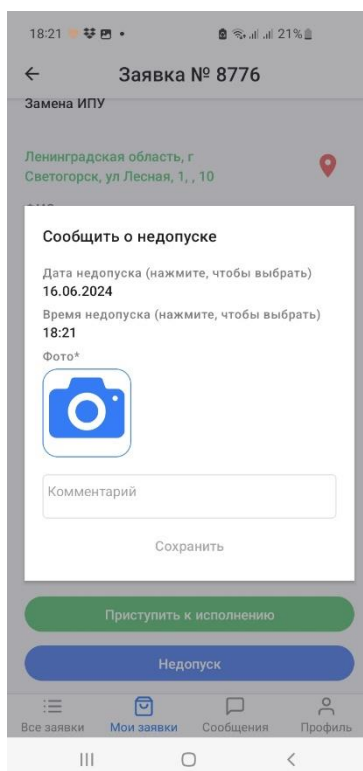 18:21 21%
Заявка № 8776
Замена ИПУ
Ленинградская область, г
Светогорск, ул Лесная, 1, , 10
Сообщить о недопуске
Дата недопуска (нажмите, чтобы выбрать)
16.06.2024
Время недопуска (нажмите, чтобы выбрать)
18:21
Фото*
Комментарий
Сохранить
Приступить к исполнению
Недопуск
Все заявки Мои заявки Сообщения Профиль